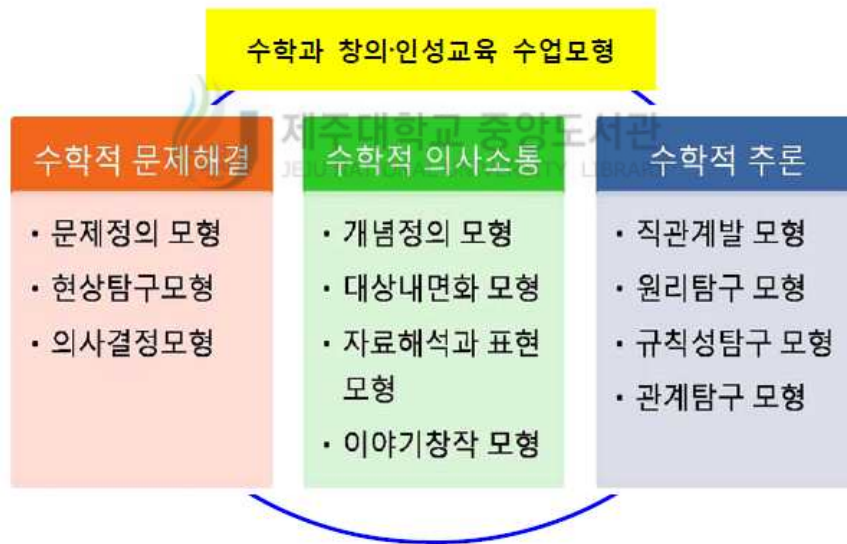 수학과 창의·인성교육 수업모형
제주대학교 중앙도서관
JEJU NATIONAL UNIVERSITY LIBRARY
수학적 문제해결
· 문제정의 모형
· 현상탐구모형
· 의사결정모형
수학적 의사소통
· 개념정의 모형
· 대상내면화 모형
· 자료해석과 표현
모형
· 이야기창작 모형
수학적 추론
· 직관계발 모형
· 원리탐구 모형
· 규칙성탐구 모형
· 관계탐구 모형